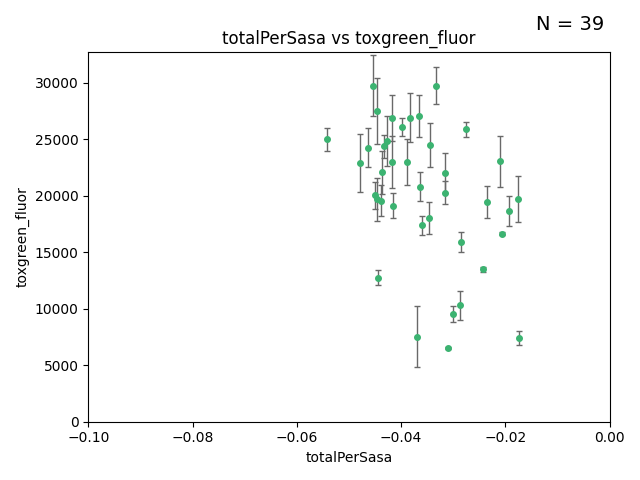 N = 39
totalPerSasa vs toxgreen_fluor
toxgreen_fluor
30000
25000
20000
15000
10000
5000
0
−0.10 −0.08 −0.06 −0.04 −0.02 0.00
totalPerSasa